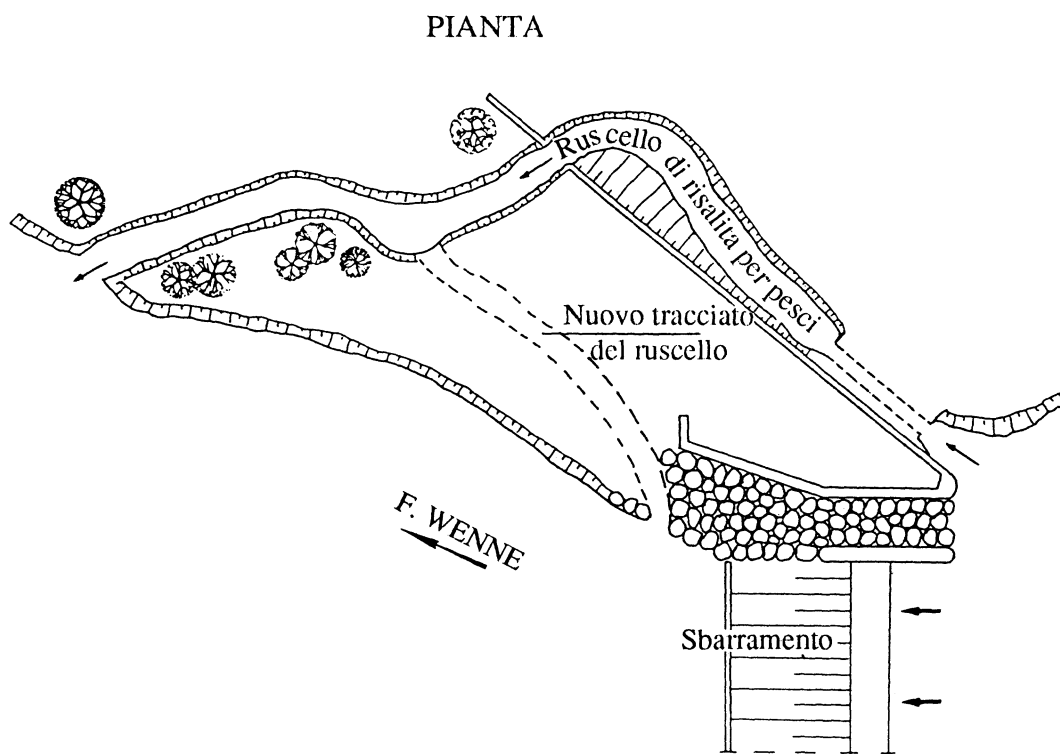 PIANTA
Ruscello di risalita per pesci
Nuovo tracciato
del ruscello
F. WENNE
Sbarramento